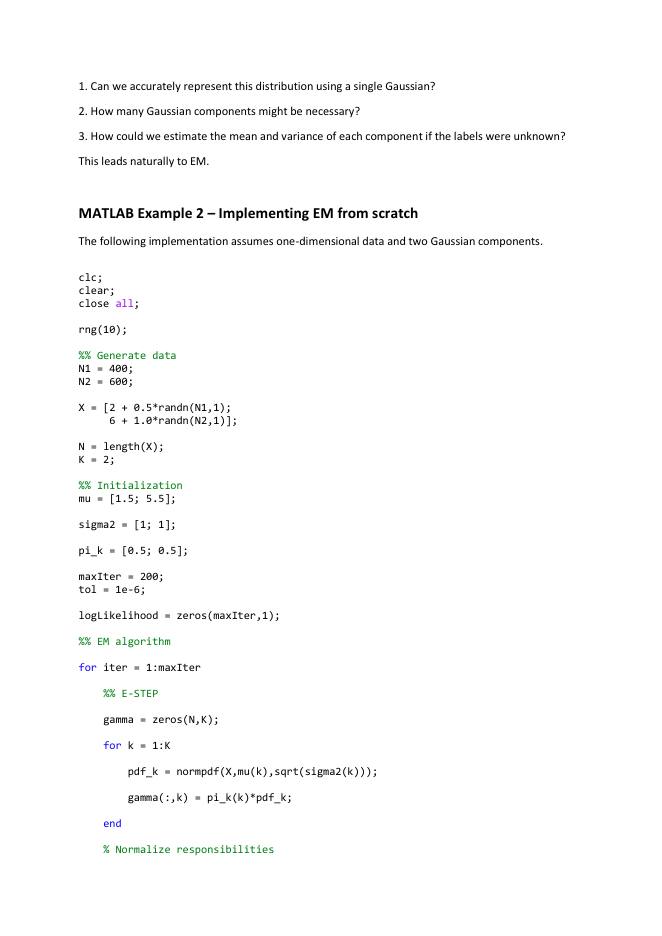 1. Can we accurately represent this distribution using a single Gaussian?
2. How many Gaussian components might be necessary?
3. How could we estimate the mean and variance of each component if the labels were unknown?
This leads naturally to EM.
MATLAB Example 2 – Implementing EM from scratch
The following implementation assumes one-dimensional data and two Gaussian components.
clc;
clear;
close all;
rng(10);
%% Generate data
N1 = 400;
N2 = 600;
X = [2 + 0.5*randn(N1,1);
     6 + 1.0*randn(N2,1)];
N = length(X);
K = 2;
%% Initialization
mu = [1.5; 5.5];
sigma2 = [1; 1];
pi_k = [0.5; 0.5];
maxIter = 200;
tol = 1e-6;
logLikelihood = zeros(maxIter,1);
%% EM algorithm
for iter = 1:maxIter
    %% E-STEP
    gamma = zeros(N,K);
    for k = 1:K
        pdf_k = normpdf(X,mu(k),sqrt(sigma2(k)));
        gamma(:,k) = pi_k(k)*pdf_k;
    end
    % Normalize responsibilities